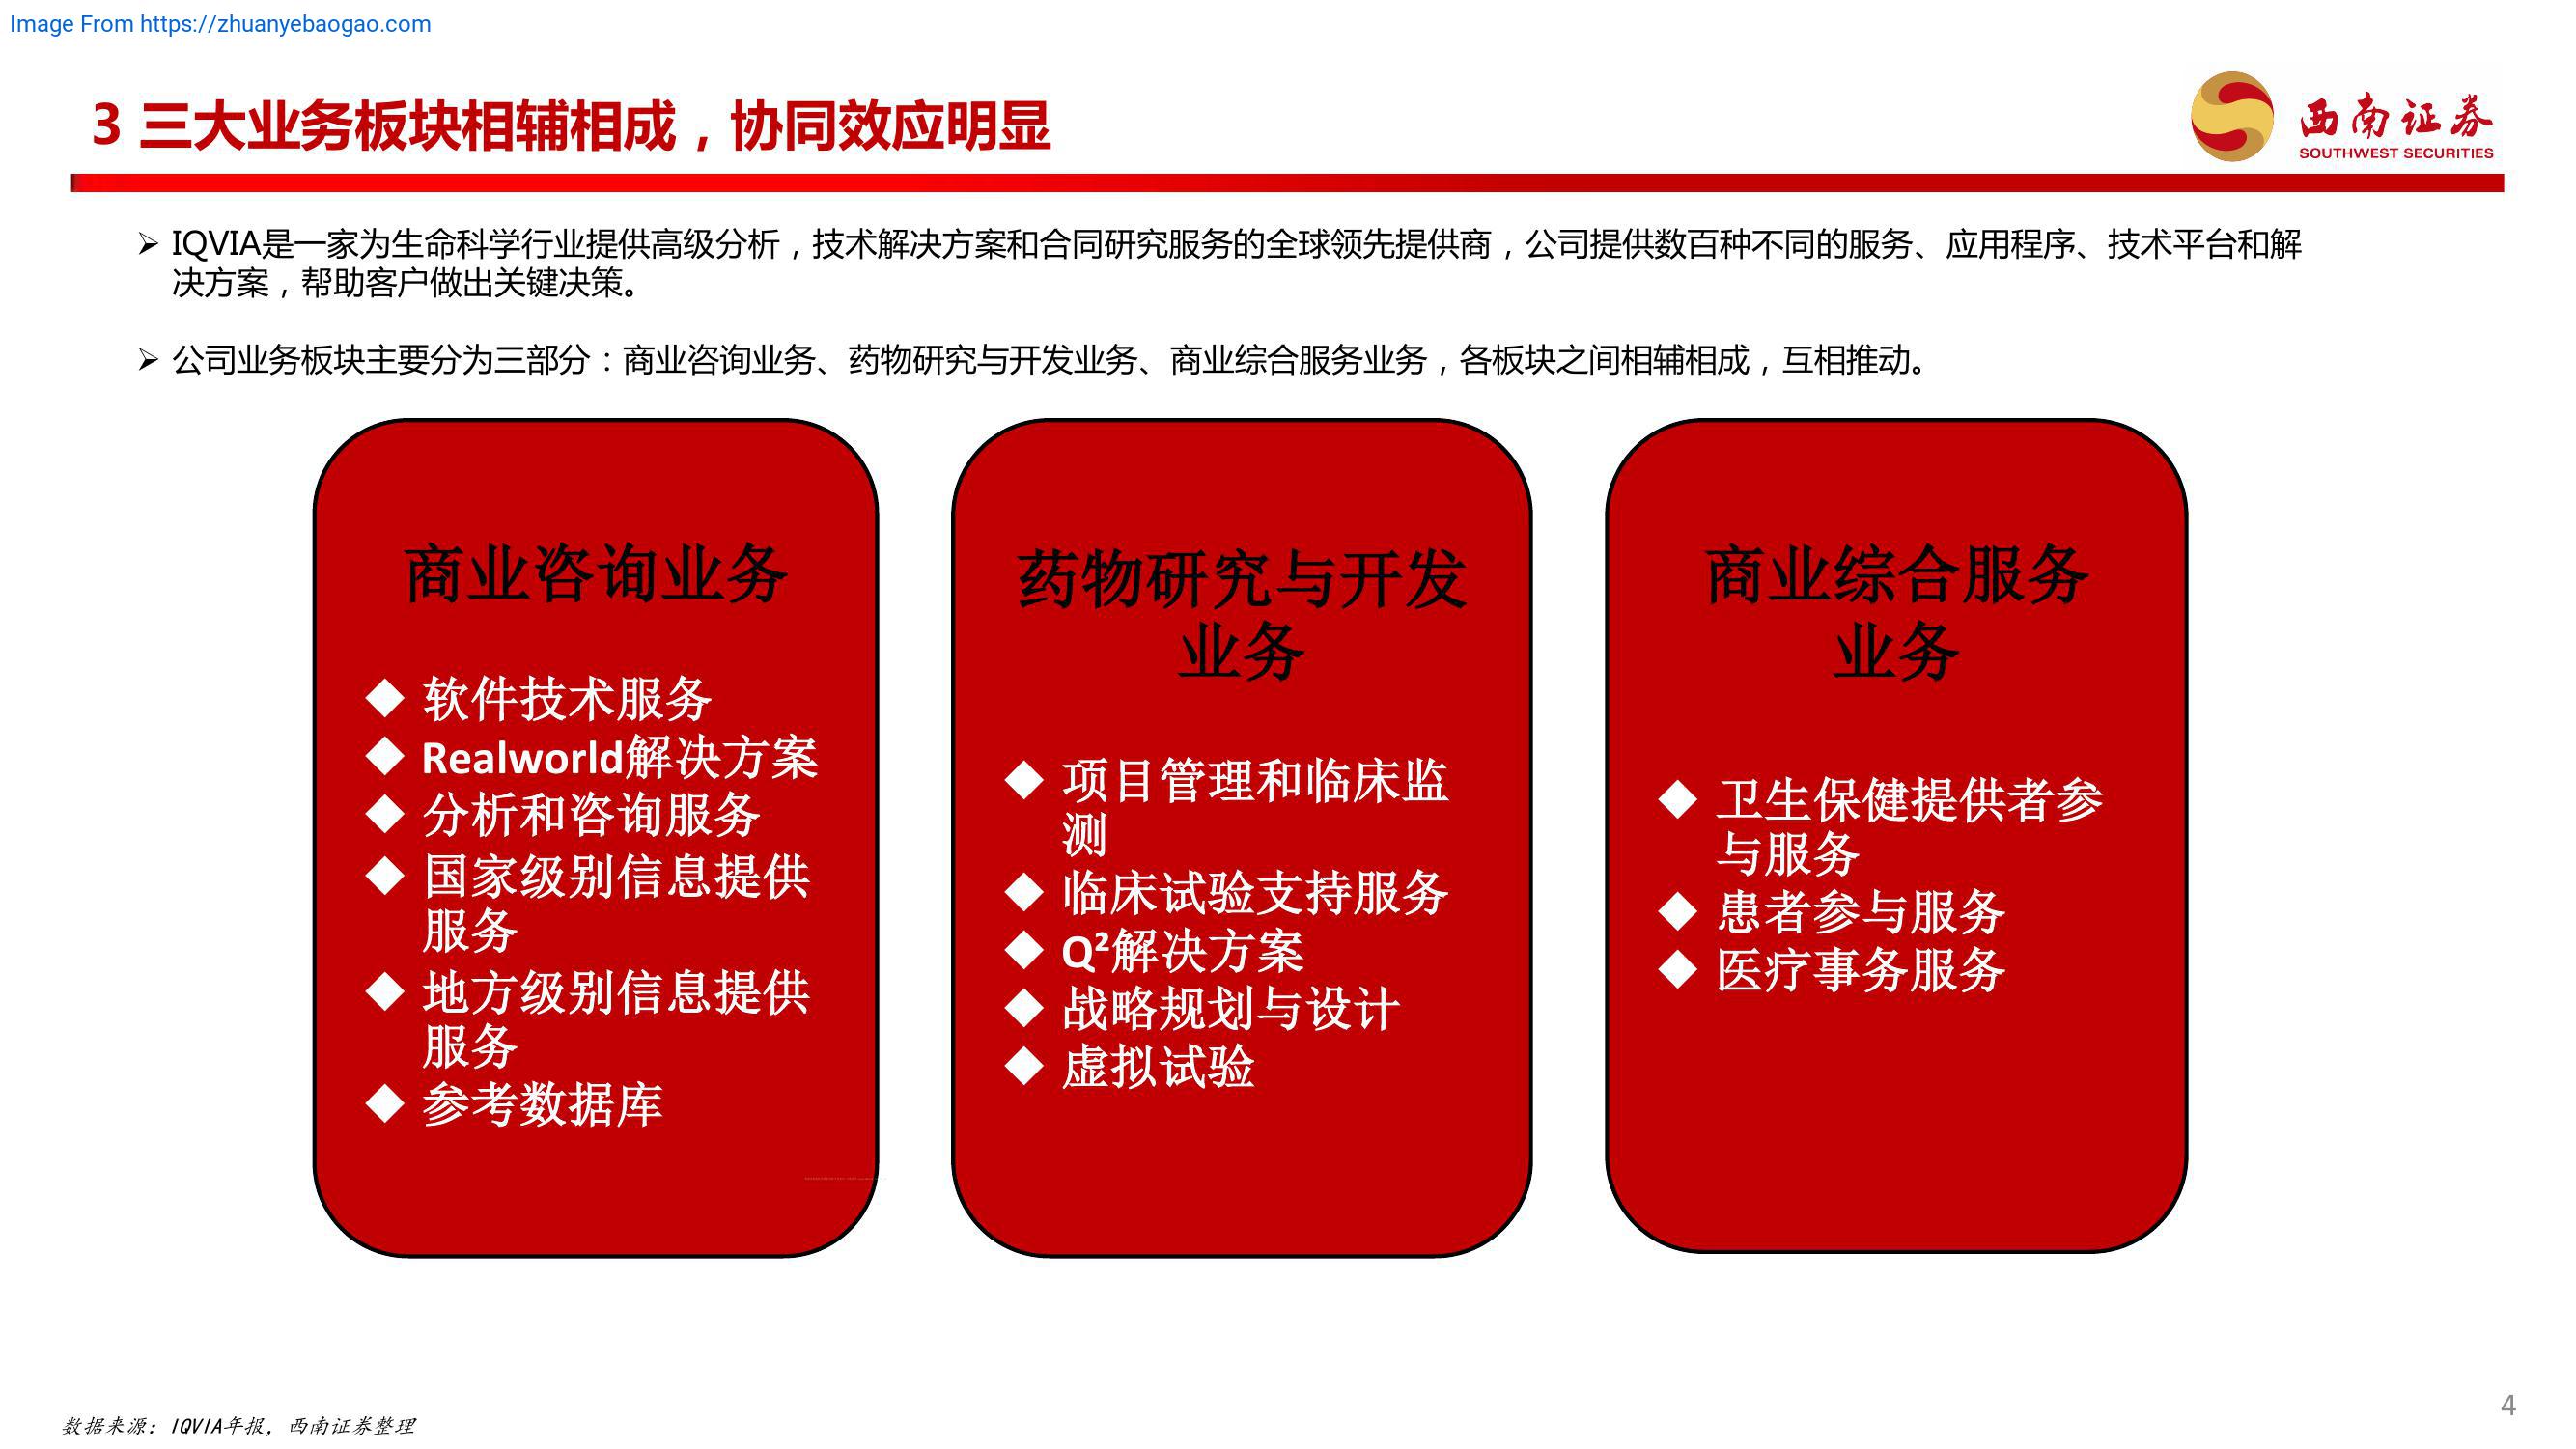 Image From https://zhuanyebaogao.com
3 三大业务板块相辅相成，协同效应明显
西南证券
SOUTHWEST SECURITIES
➢ IQVIA是一家为生命科学行业提供高级分析，技术解决方案和合同研究服务的全球领先提供商，公司提供数百种不同的服务、应用程序、技术平台和解
决方案，帮助客户做出关键决策。
➢ 公司业务板块主要分为三部分：商业咨询业务、药物研究与开发业务、商业综合服务业务，各板块之间相辅相成，互相推动。
商业咨询业务
◆ 软件技术服务
◆ Realworld解决方案
◆ 分析和咨询服务
◆ 国家级别信息提供
服务
◆ 地方级别信息提供
服务
◆ 参考数据库
药物研究与开发
业务
◆ 项目管理和临床监
测
◆ 临床试验支持服务
◆ Q²解决方案
◆ 战略规划与设计
◆ 虚拟试验
商业综合服务
业务
◆ 卫生保健提供者参
与服务
◆ 患者参与服务
◆ 医疗事务服务
数据来源：IQVIA年报，西南证券整理
4